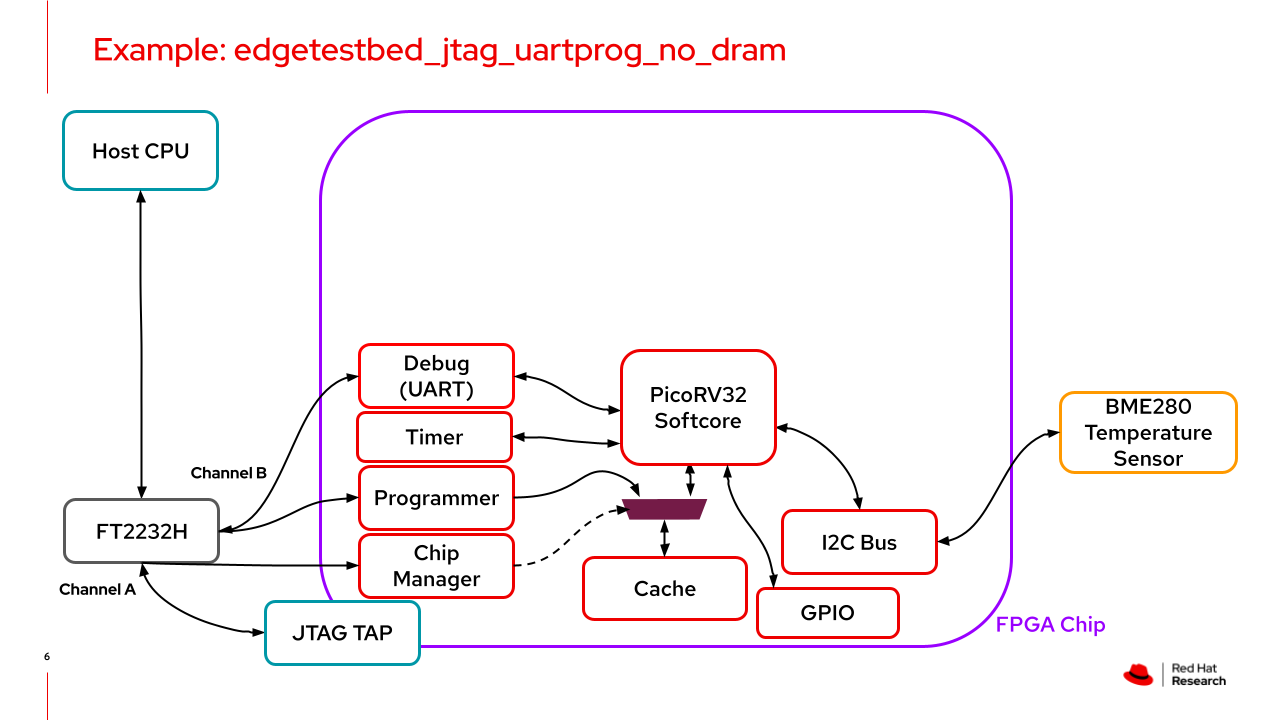 Example: edgetestbed_jtag_uartprog_no_dram
Host CPU
Debug
(UART)
PicoRV32
Softcore
BME280
Temperature
Sensor
Timer
Channel B
Programmer
FT2232H
I2C Bus
Chip
Manager
Channel A
Cache
GPIO
FPGA Chip
JTAG TAP
6
Red Hat
Research